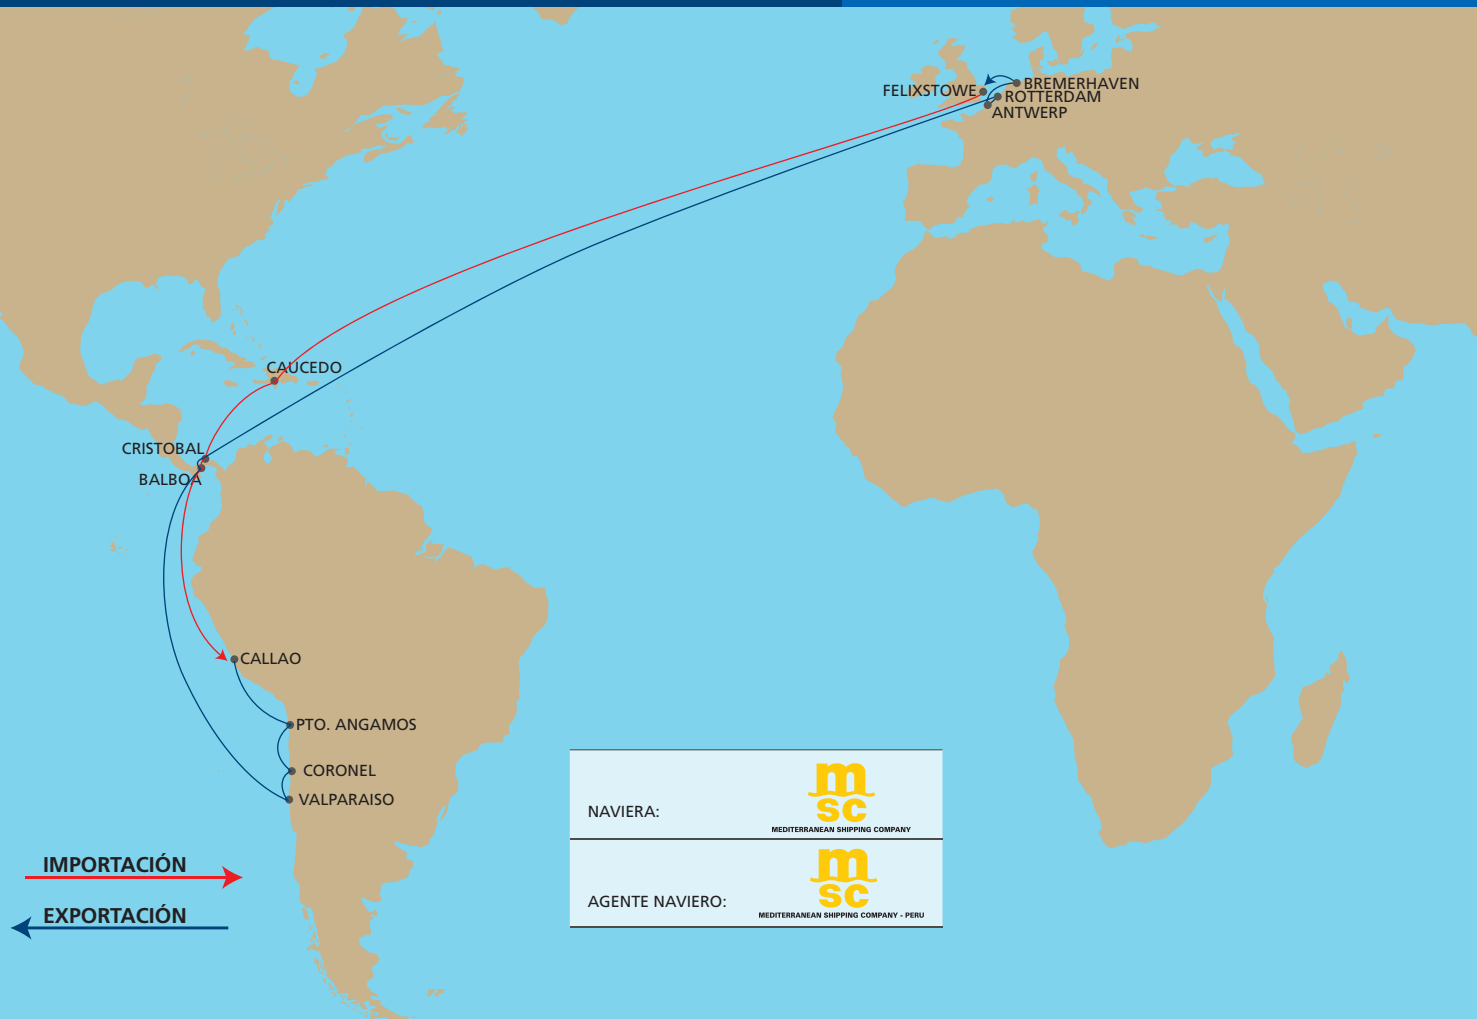 FELIXSTOWE
BREMERHAVEN
ROTTERDAM
ANTWERP
CAUCEDO
CRISTOBAL
BALBOA
CALLAO
PTO. ANGAMOS
CORONEL
VALPARAISO
NAVIERA:
msc
MEDITERRANEAN SHIPPING COMPANY
AGENTE NAVIERO:
msc
MEDITERRANEAN SHIPPING COMPANY - PERU
IMPORTACIÓN
EXPORTACIÓN